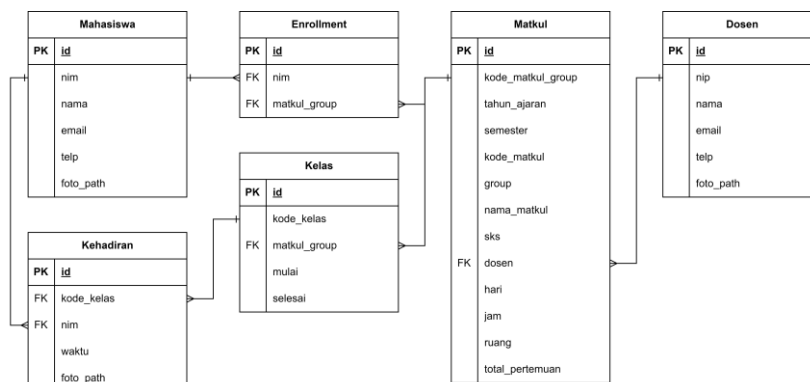 Mahasiswa
PK id
nim
nama
email
telp
foto_path
Enrollment
PK id
FK nim
FK matkul_group
Matkul
PK id
kode_matkul_group
tahun_ajaran
semester
kode_matkul
group
nama_matkul
sks
FK dosen
hari
jam
ruang
total_pertemuan
Dosen
PK id
nip
nama
email
telp
foto_path
Kelas
PK id
kode_kelas
FK matkul_group
mulai
selesai
Kehadiran
PK id
FK kode_kelas
FK nim
waktu
foto_path